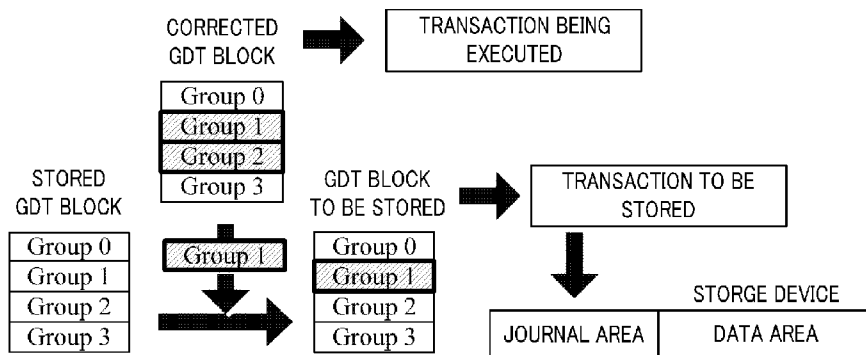 CORRECTED
GDT BLOCK
TRANSACTION BEING
EXECUTED
Group 0
Group 1
Group 2
Group 3
STORED
GDT BLOCK
Group 0
Group 1
Group 2
Group 3
Group 1
GDT BLOCK
TO BE STORED
Group 0
Group 1
Group 2
Group 3
TRANSACTION TO BE
STORED
STORGE DEVICE
JOURNAL AREA
DATA AREA